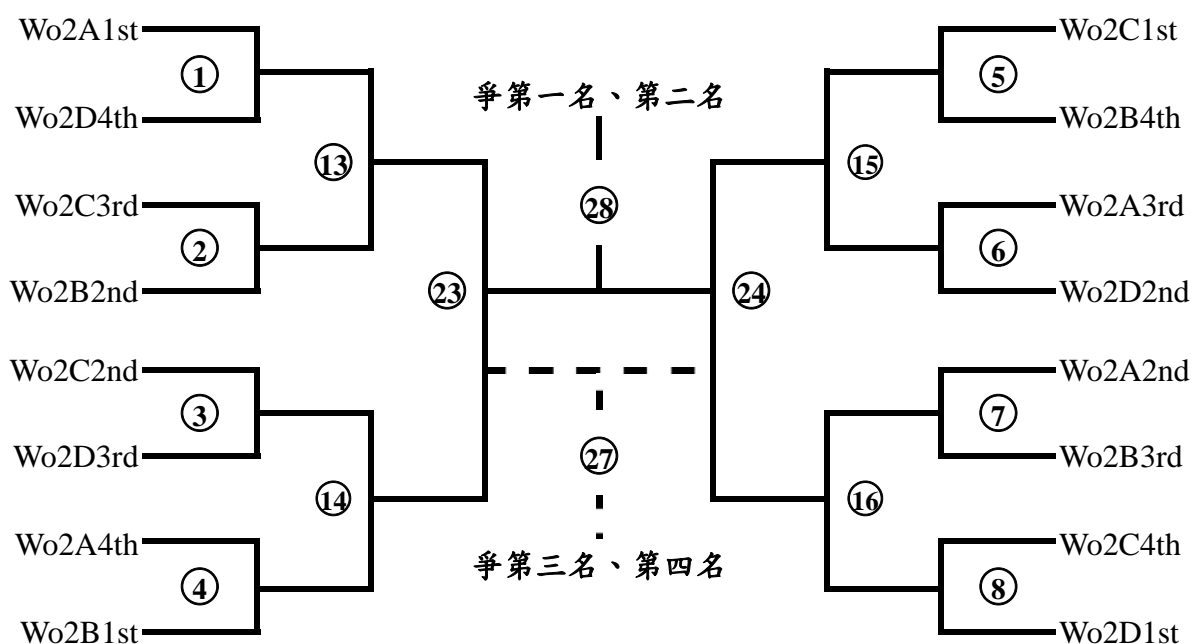 Wo2A1st
①
Wo2D4th
⑬
Wo2C3rd
②
Wo2B2nd
㉓
Wo2C2nd
③
Wo2D3rd
⑭
Wo2A4th
④
Wo2B1st
爭第一名、第二名
㉘
㉗
爭第三名、第四名
Wo2C1st
⑤
Wo2B4th
⑮
Wo2A3rd
⑥
Wo2D2nd
㉔
Wo2A2nd
⑦
Wo2B3rd
⑯
Wo2C4th
⑧
Wo2D1st